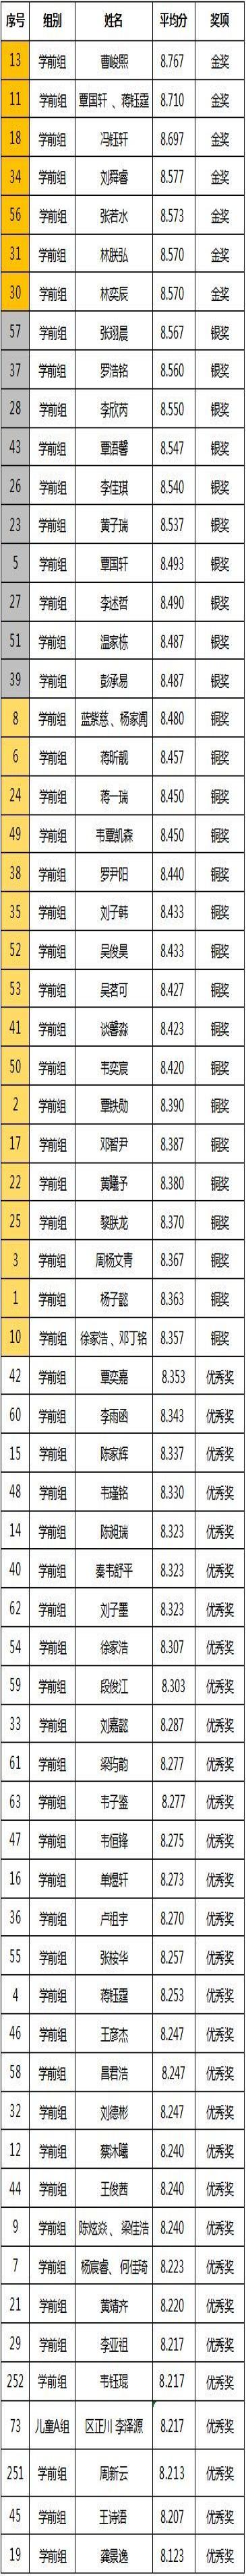 序号 组别 姓名 平均分 奖项
13 学前组 曹峻熙 8.767 金奖
11 学前组 覃国轩、蒋钰霆 8.710 金奖
18 学前组 冯钰轩 8.697 金奖
34 学前组 刘舜睿 8.577 金奖
56 学前组 张若水 8.573 金奖
31 学前组 林朕弘 8.570 金奖
30 学前组 林奕辰 8.570 金奖
57 学前组 张翊晨 8.567 银奖
37 学前组 罗浩铭 8.560 银奖
28 学前组 李欣芮 8.550 银奖
43 学前组 覃语馨 8.547 银奖
26 学前组 李佳琪 8.540 银奖
23 学前组 黄子瑞 8.537 银奖
5 学前组 覃国轩 8.493 银奖
27 学前组 李述哲 8.490 银奖
51 学前组 温家栋 8.487 银奖
39 学前组 彭承易 8.487 银奖
8 学前组 蓝紫慈、杨家阗 8.480 铜奖
6 学前组 蒋昕靓 8.457 铜奖
24 学前组 蒋一瑞 8.450 铜奖
49 学前组 韦覃凯森 8.450 铜奖
38 学前组 罗尹阳 8.440 铜奖
35 学前组 刘子韩 8.433 铜奖
52 学前组 吴俊昊 8.433 铜奖
53 学前组 吴茗可 8.427 铜奖
41 学前组 谈馨淼 8.423 铜奖
50 学前组 韦奕宸 8.420 铜奖
2 学前组 覃轶勋 8.390 铜奖
17 学前组 邓智尹 8.387 铜奖
22 学前组 黄曦予 8.380 铜奖
25 学前组 黎朕龙 8.370 铜奖
3 学前组 周杨文青 8.367 铜奖
1 学前组 杨子懿 8.363 铜奖
10 学前组 徐家浩、邓丁铭 8.357 铜奖
42 学前组 覃奕嘉 8.353 优秀奖
60 学前组 李雨函 8.343 优秀奖
15 学前组 陈家辉 8.337 优秀奖
48 学前组 韦瑾铭 8.330 优秀奖
14 学前组 陈昶瑞 8.323 优秀奖
40 学前组 秦韦舒平 8.323 优秀奖
62 学前组 刘子墨 8.323 优秀奖
54 学前组 徐家浩 8.307 优秀奖
59 学前组 段俊江 8.303 优秀奖
33 学前组 刘嘉懿 8.287 优秀奖
61 学前组 梁玙韵 8.277 优秀奖
63 学前组 韦子鉴 8.277 优秀奖
47 学前组 韦恒锋 8.275 优秀奖
16 学前组 单煜轩 8.273 优秀奖
36 学前组 卢祖宇 8.270 优秀奖
55 学前组 张桉华 8.257 优秀奖
4 学前组 蒋钰霆 8.253 优秀奖
46 学前组 王彦杰 8.247 优秀奖
58 学前组 昌君浩 8.247 优秀奖
32 学前组 刘德彬 8.247 优秀奖
12 学前组 蔡沐曦 8.240 优秀奖
44 学前组 王俊茜 8.240 优秀奖
9 学前组 陈炫焱、梁佳浩 8.240 优秀奖
7 学前组 杨宸睿、何佳琦 8.223 优秀奖
21 学前组 黄靖齐 8.220 优秀奖
29 学前组 李亚祖 8.217 优秀奖
252 学前组 韦钰琨 8.217 优秀奖
73 儿童A组 区正川 李泽源 8.217 优秀奖
251 学前组 周新云 8.213 优秀奖
45 学前组 王诗语 8.207 优秀奖
19 学前组 龚景逸 8.123 优秀奖